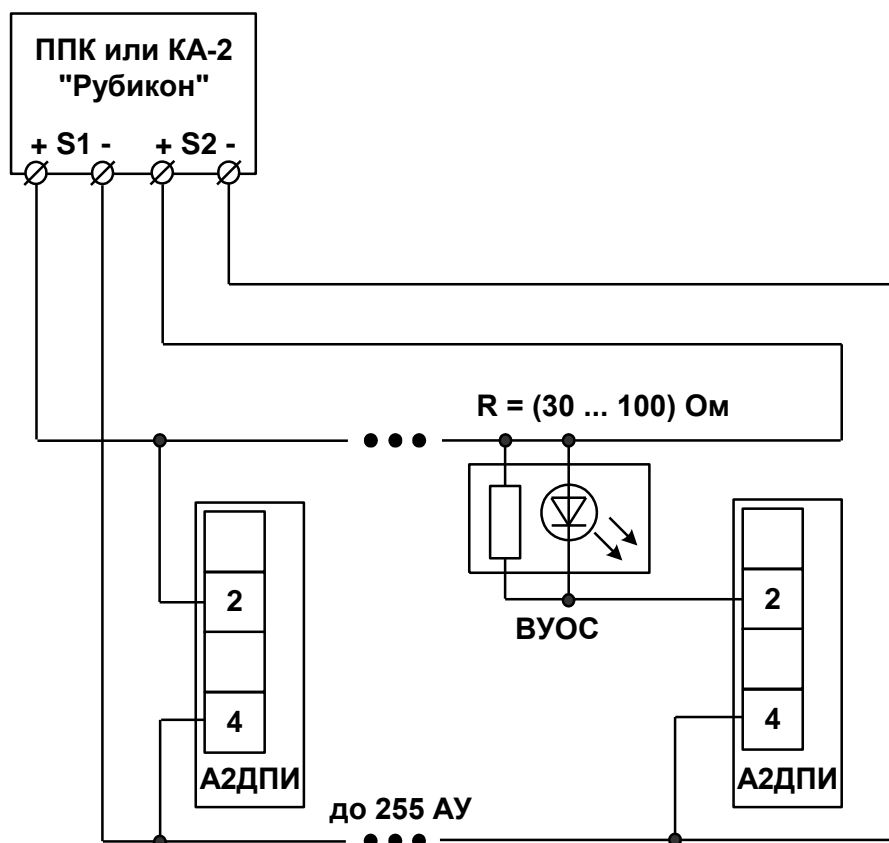 ППК или КА-2
"Рубикон"
+ S1 - + S2 -
R = (30 ... 100) Ом
2
2
ВУОС
4
4
А2ДПИ
А2ДПИ
до 255 АУ